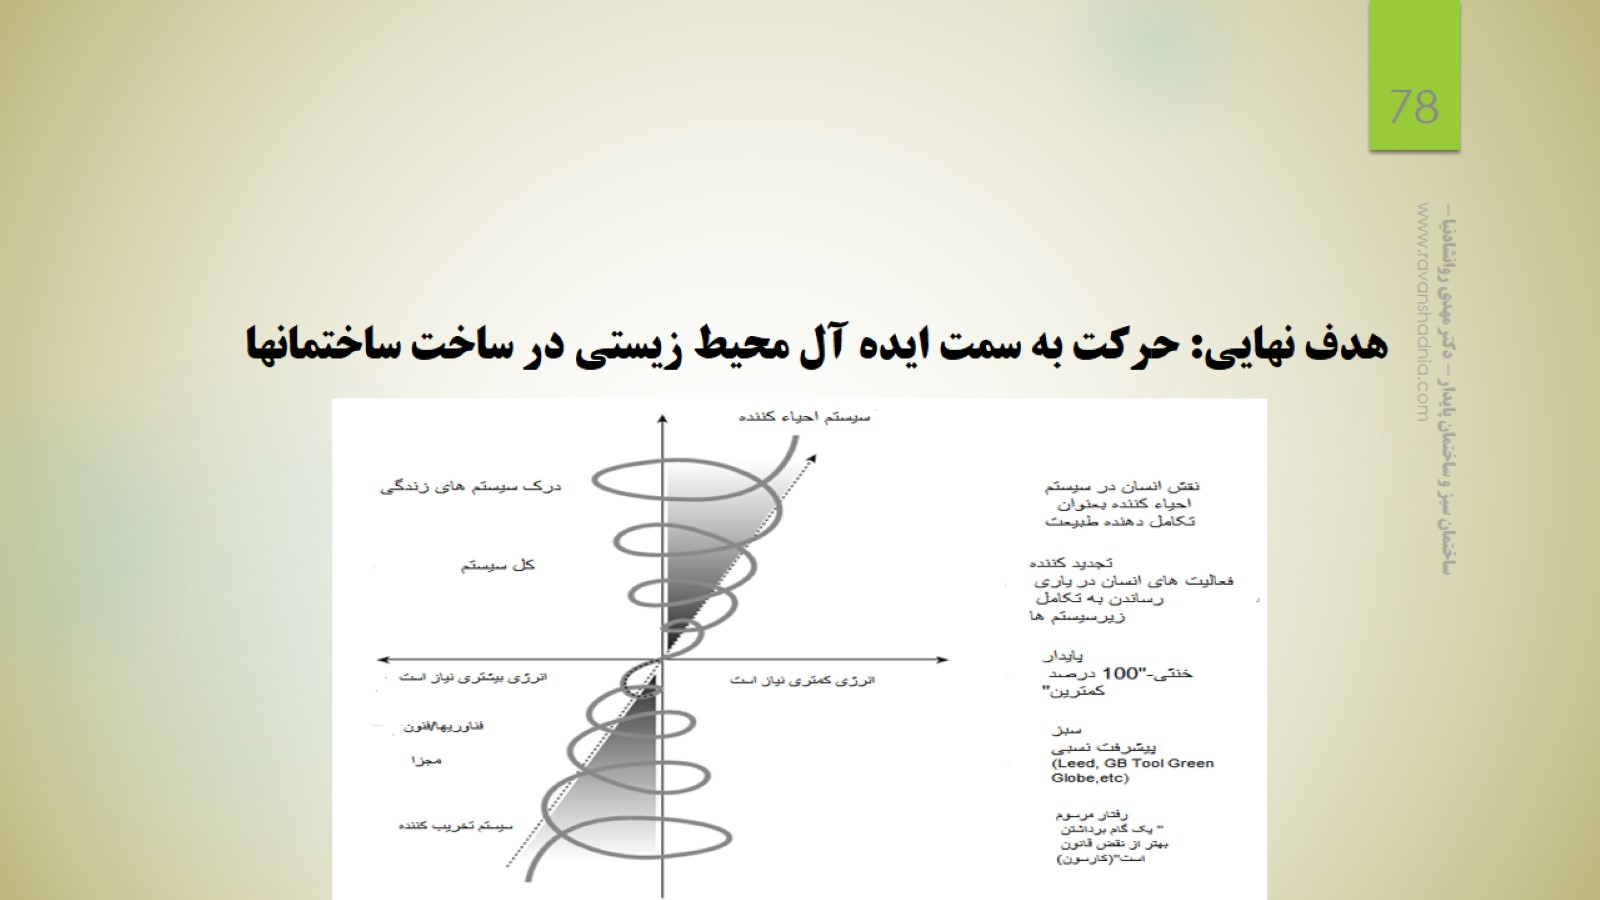 78
ساختمان سبز و ساختمان پایدار – دکتر مهدی روانشادنیا –
www.ravanshadnia.com
هدف نهایی: حرکت به سمت ایده آل محیط زیستی در ساخت ساختمانها
سیستم احیاء کننده
درک سیستم های زندگی
کل سیستم
انرژی بیشتری نیاز است
انرژی کمتری نیاز است
فناوریها/فنون
مجزا
سیستم تخریب کننده
نقش انسان در سیستم
احیاء کننده بعنوان
تکامل دهنده طبیعت
تجدید کننده
فعالیت های انسان در یاری
رساندن به تکامل
زیرسیستم ها
پایدار
خنثی-"100 درصد
کمترین"
سبز
پیشرفت نسبی
(Leed, GB Tool Green
Globe,etc)
رفتار مرسوم
" یک گام برداشتن
بهتر از نقض قانون
است"(کارسون)